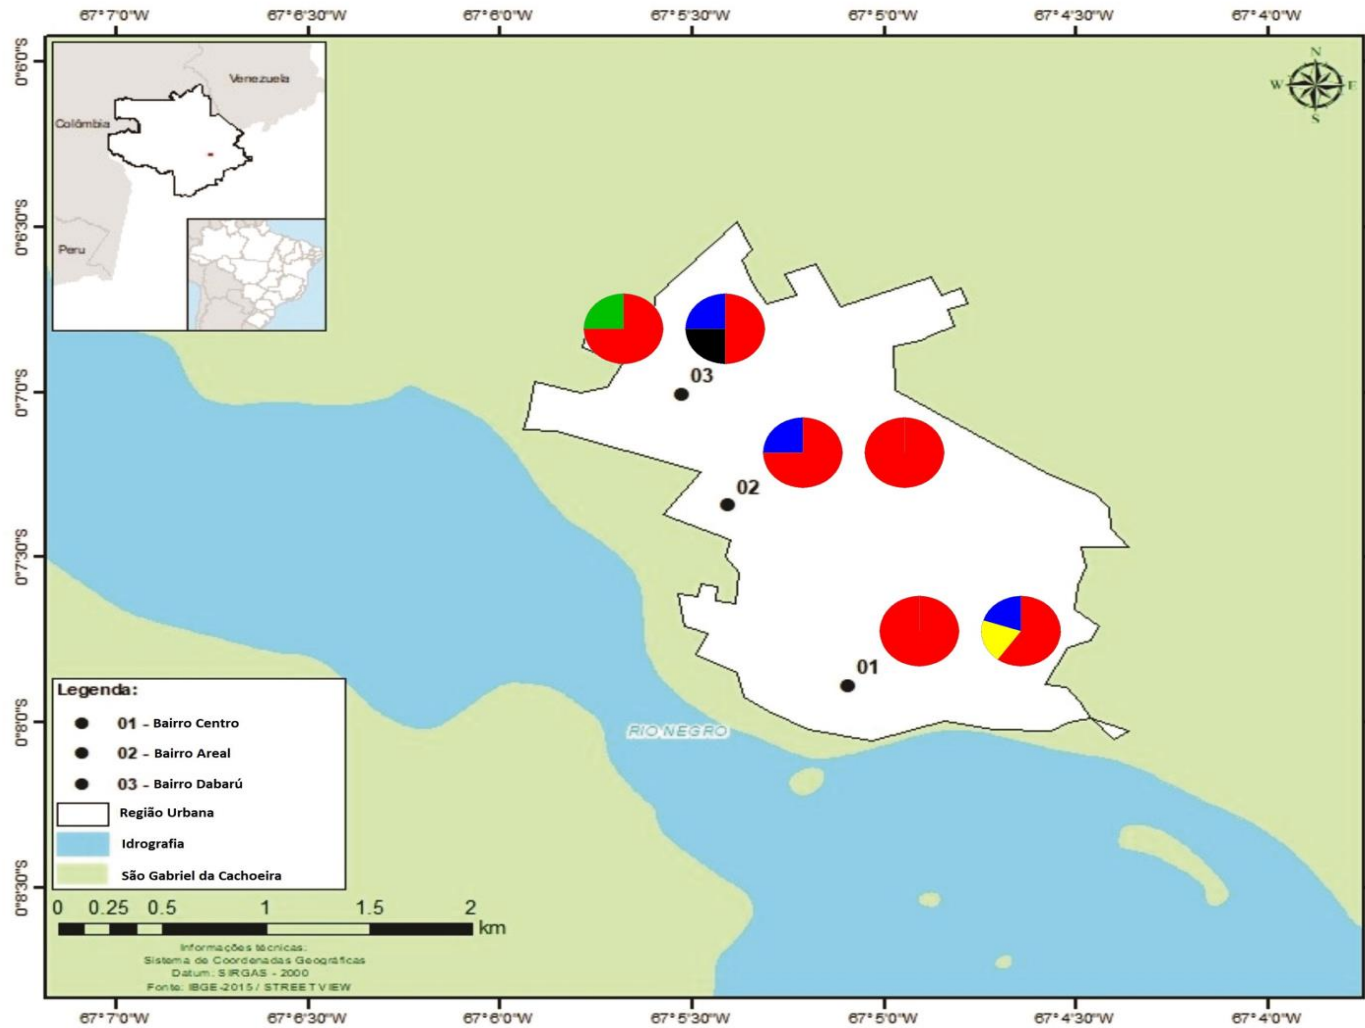 67°7'0"W 67°6'30"W 67°6'0"W 67°5'30"W 67°5'0"W 67°4'30"W 67°4'0"W
Venezuela
Colômbia
Peru
N
W E
S
0°6'0"S
0°6'30"S
0°7'0"S
0°7'30"S
0°8'0"S
0°8'30"S
03
02
01
RIO NEGRO
Legenda:
01 - Bairro Centro
02 - Bairro Areal
03 - Bairro Dabarú
Região Urbana
Idrografia
São Gabriel da Cachoeira
0 0.25 0.5 1 1.5 2
km
Informações técnicas:
Sistema de Coordenadas Geográficas
Datum: SIRGAS - 2000
Fonte: IBGE-2015 / STREET VIEW
67°7'0"W 67°6'30"W 67°6'0"W 67°5'30"W 67°5'0"W 67°4'30"W 67°4'0"W